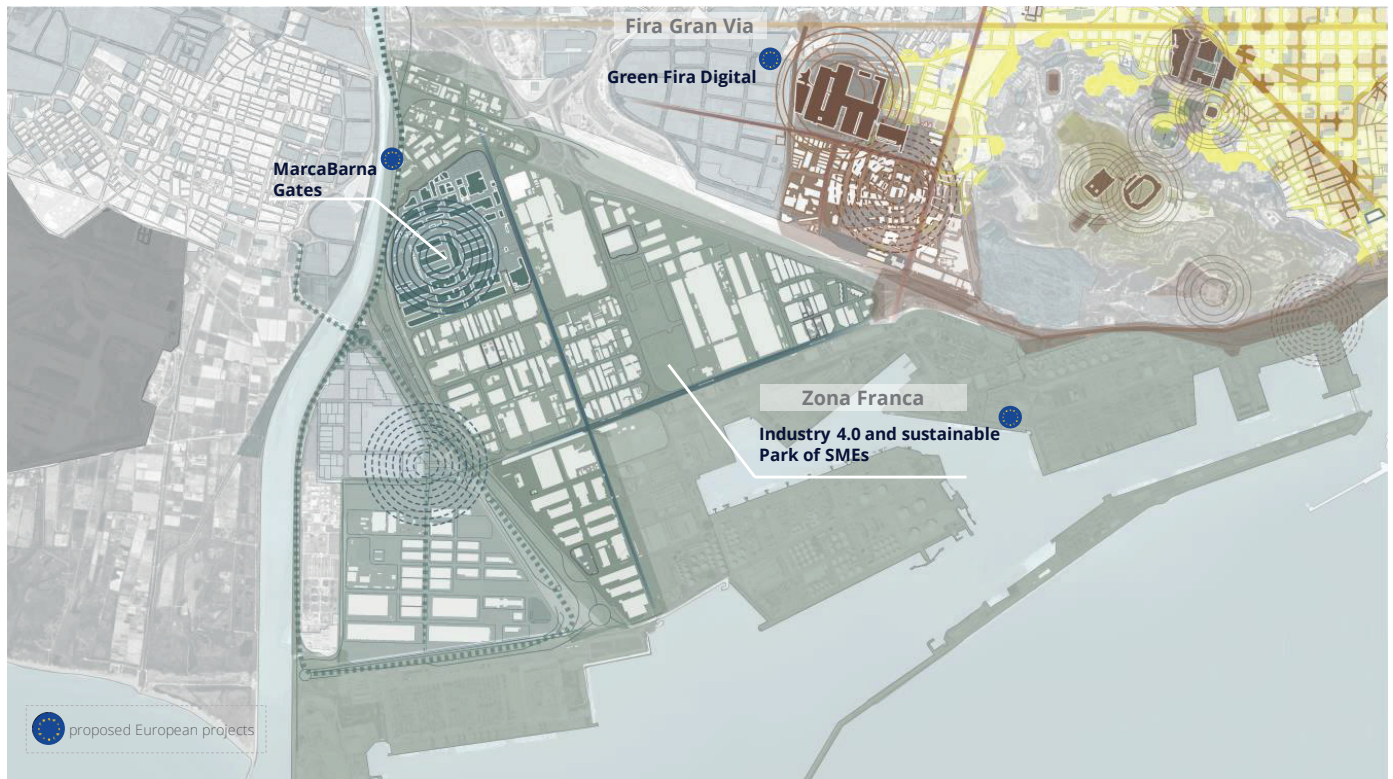 Fira Gran Via
Green Fira Digital
MarcaBarna
Gates
Zona Franca
Industry 4.0 and sustainable
Park of SMEs
proposed European projects